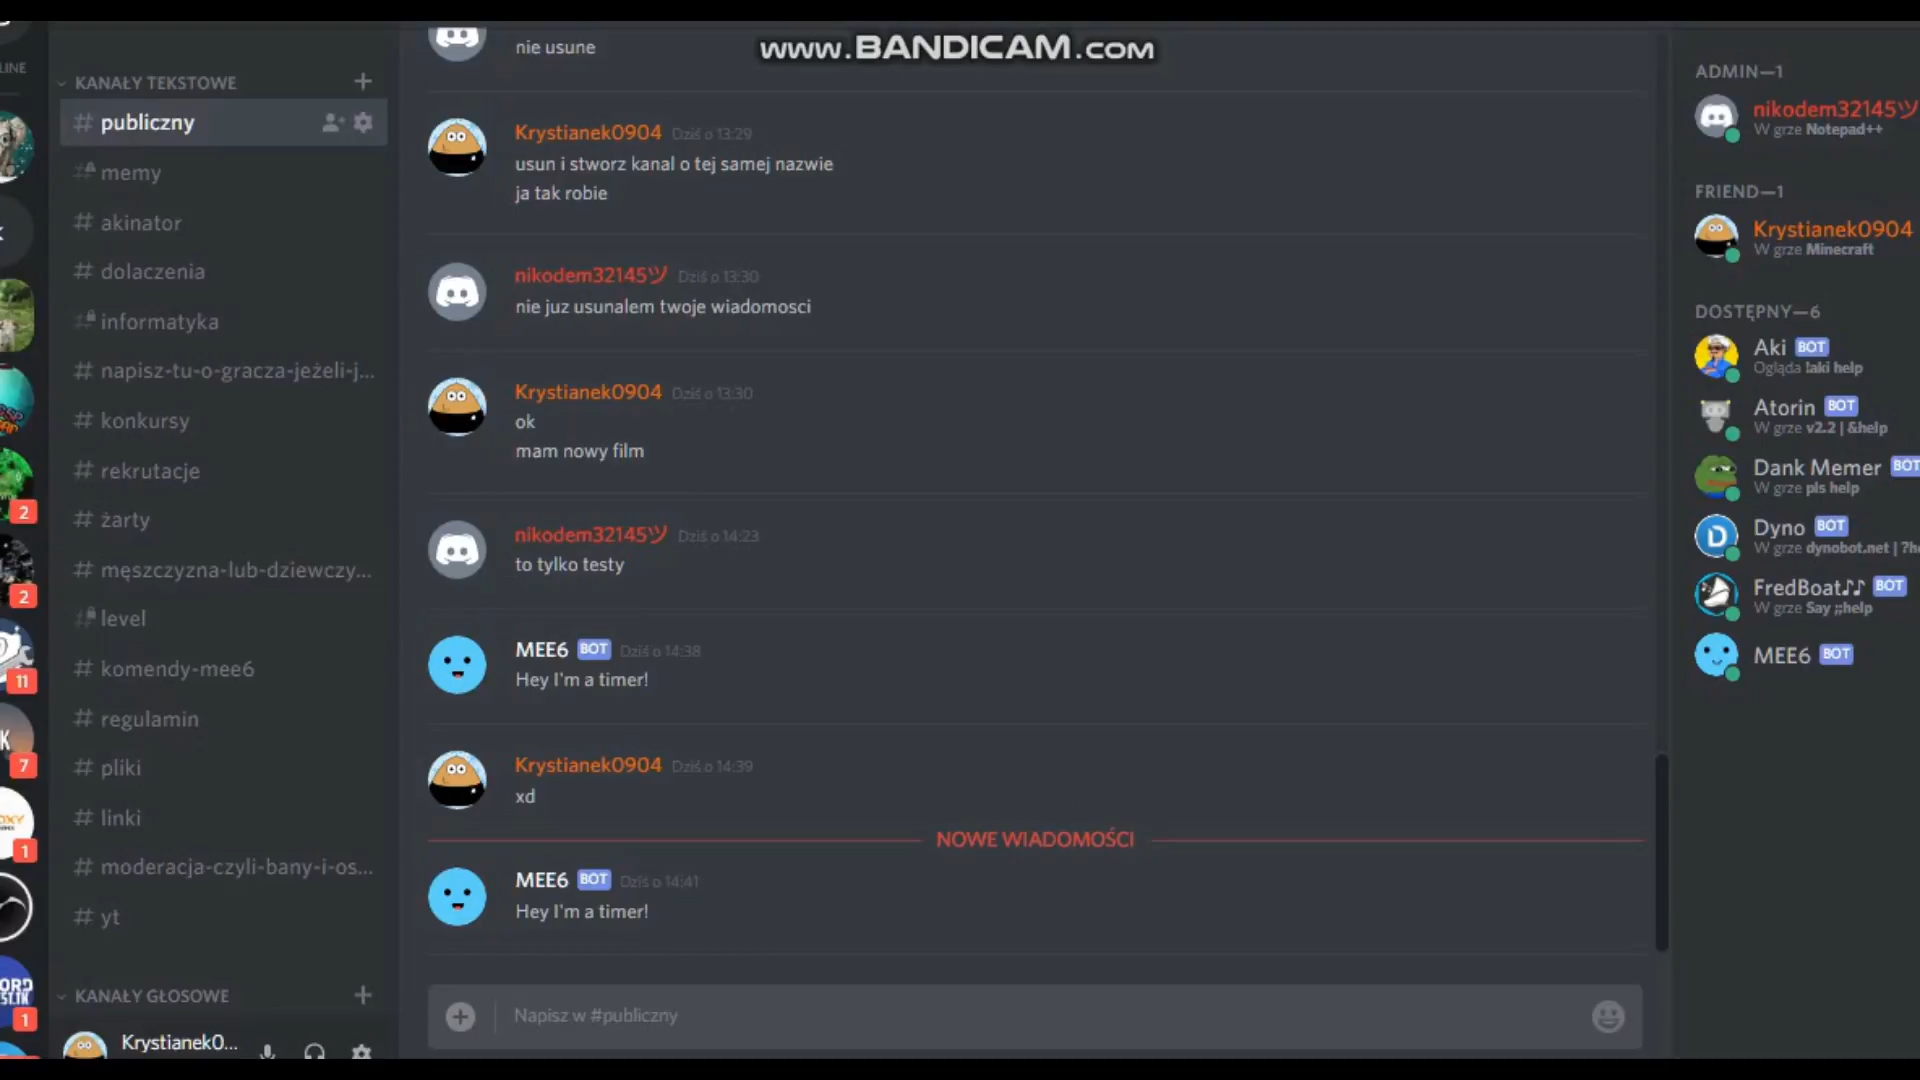 www.BANDICAM.com
LINE
2
2
11
7
1
1
KANAŁY TEKSTOWE
publiczny
memy
akinator
dolaczenia
informatyka
napisz-tu-o-gracza-jeżeli-j...
konkursy
rekrutacje
żarty
męszczyzna-lub-dziewczy...
level
komendy-mee6
regulamin
pliki
linki
moderacja-czyli-bany-i-os...
yt
KANAŁY GŁOSOWE
Krystianek0...
nie usune
Krystianek0904 Dziś o 13:29
usun i stworz kanal o tej samej nazwie
ja tak robie
nikodem32145ツ Dziś o 13:30
nie juz usunalem twoje wiadomosci
Krystianek0904 Dziś o 13:30
ok
mam nowy film
nikodem32145ツ Dziś o 14:23
to tylko testy
MEE6 BOT Dziś o 14:38
Hey I'm a timer!
Krystianek0904 Dziś o 14:39
xd
NOWE WIADOMOŚCI
MEE6 BOT Dziś o 14:41
Hey I'm a timer!
Napisz w #publiczny
ADMIN—1
nikodem32145ツ
W grze Notepad++
FRIEND—1
Krystianek0904
W grze Minecraft
DOSTĘPNY—6
Aki BOT
Ogląda !aki help
Atorin BOT
W grze v2.2 | &help
Dank Memer BOT
W grze pls help
Dyno BOT
W grze dynobot.net | ?he
FredBoat♪♪ BOT
W grze Say ;;help
MEE6 BOT